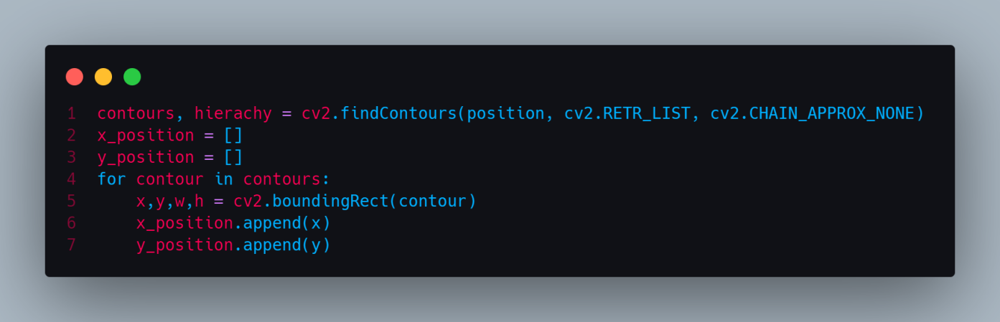 1 contours, hierachy = cv2.findContours(position, cv2.RETR_LIST, cv2.CHAIN_APPROX_NONE)
2 x_position = []
3 y_position = []
4 for contour in contours:
5     x,y,w,h = cv2.boundingRect(contour)
6     x_position.append(x)
7     y_position.append(y)